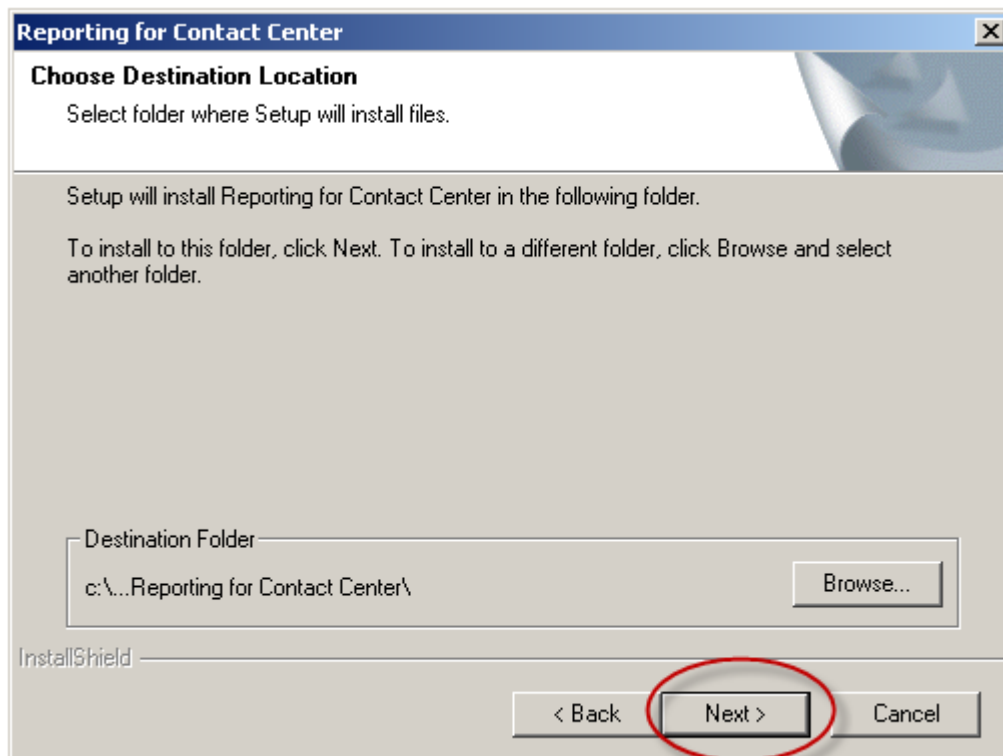 Reporting for Contact Center
Choose Destination Location
Select folder where Setup will install files.
Setup will install Reporting for Contact Center in the following folder.
To install to this folder, click Next. To install to a different folder, click Browse and select
another folder.
Destination Folder
c:\...Reporting for Contact Center\
Browse...
InstallShield
< Back
Next >
Cancel